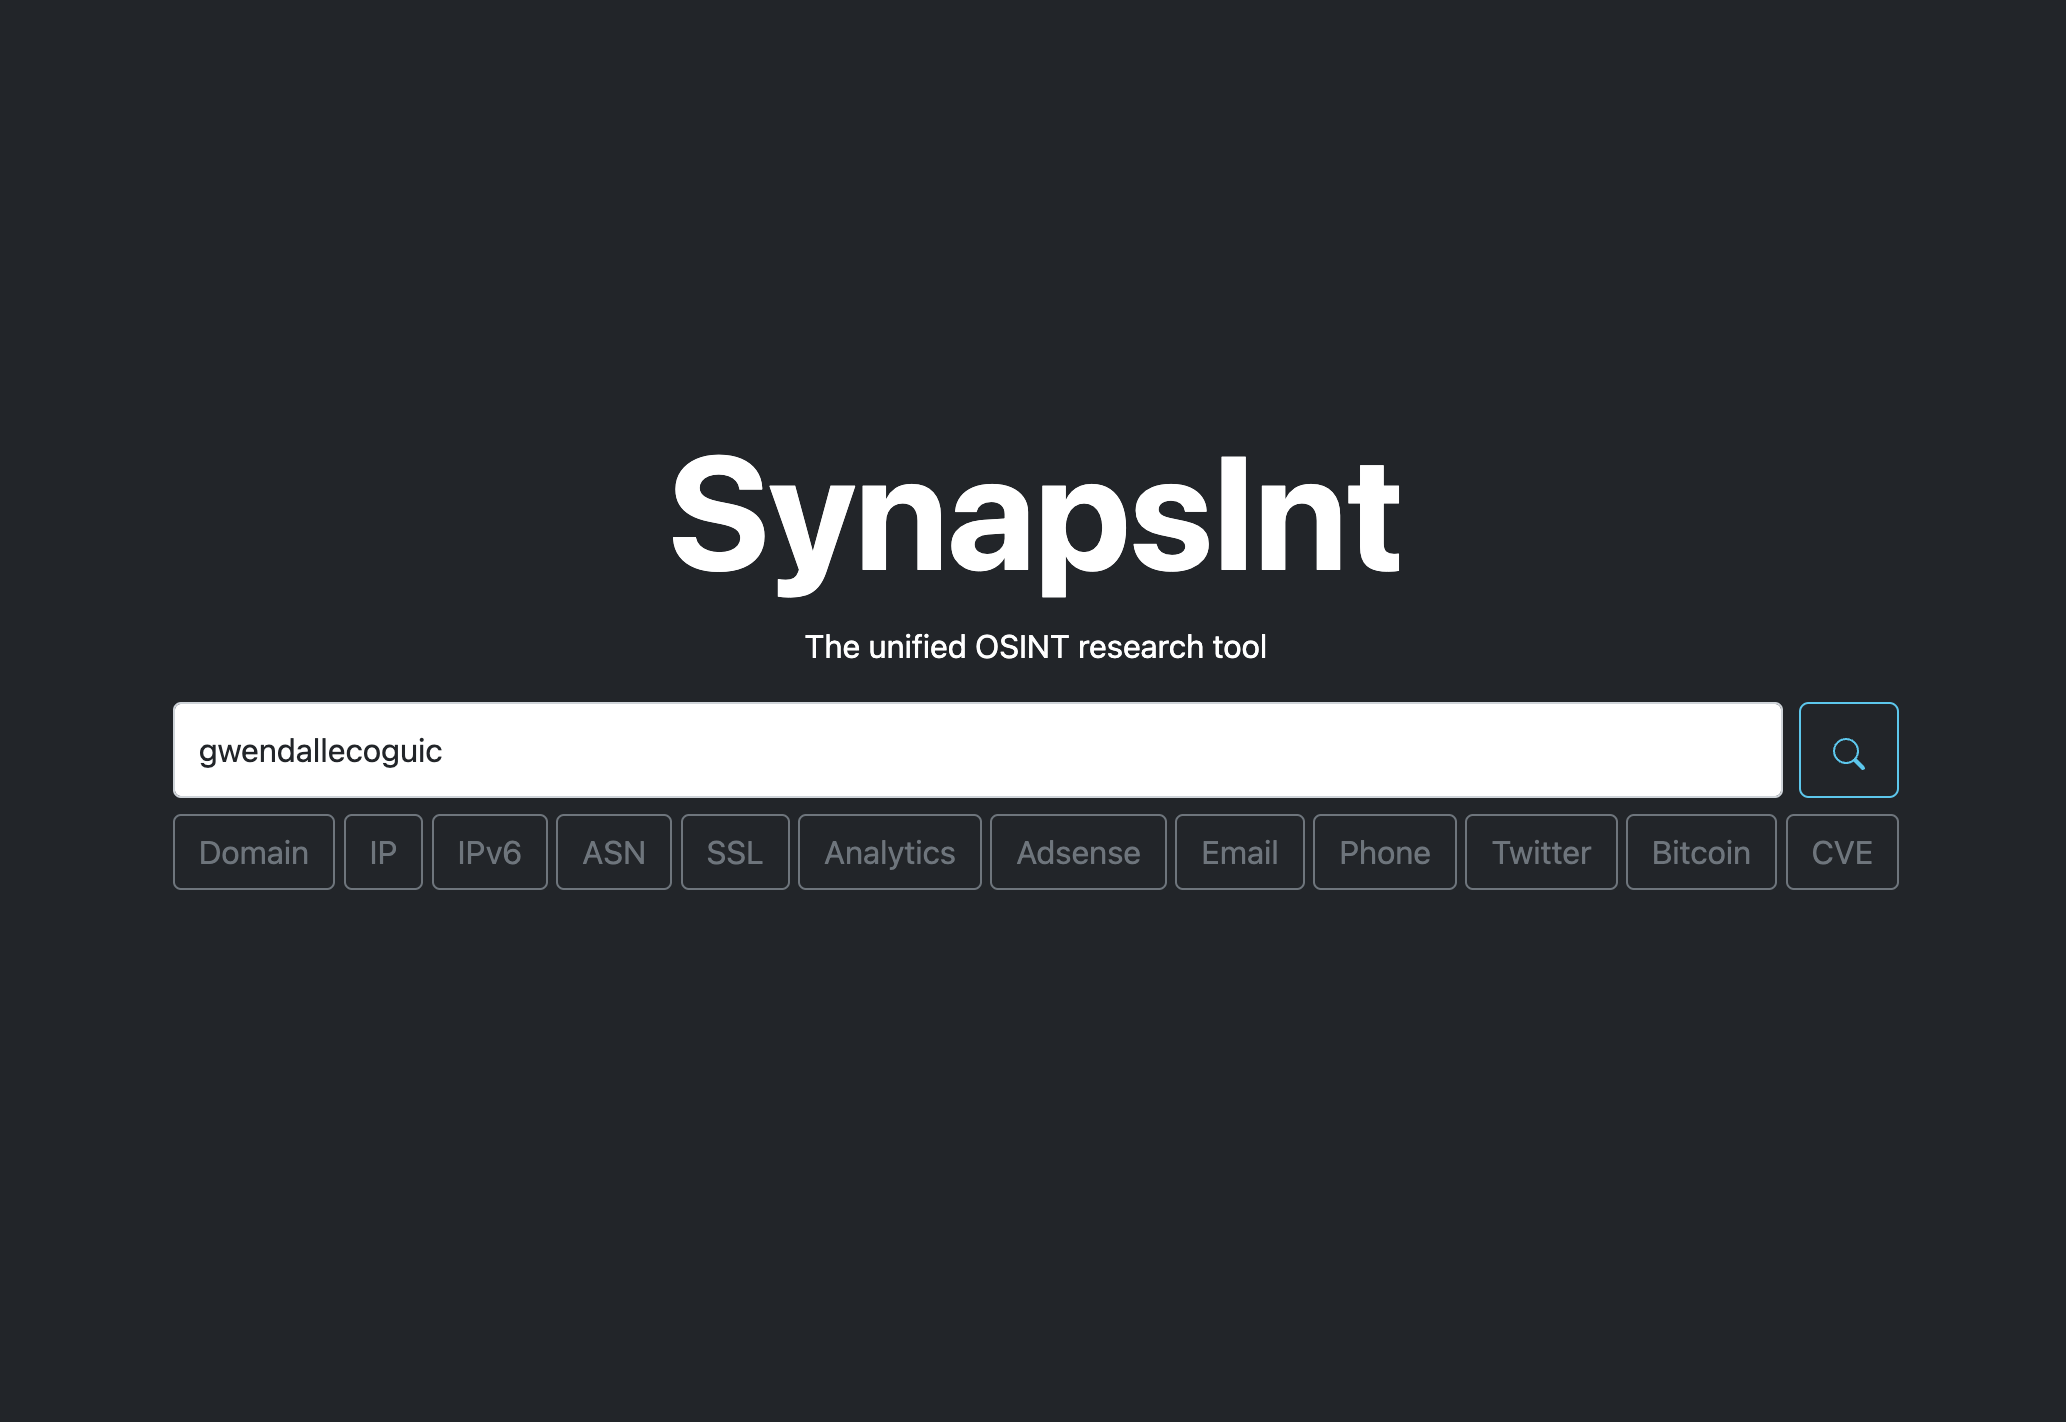 SynapsInt
The unified OSINT research tool
gwendallecoguic
Domain IP IPv6 ASN SSL Analytics Adsense Email Phone Twitter Bitcoin CVE